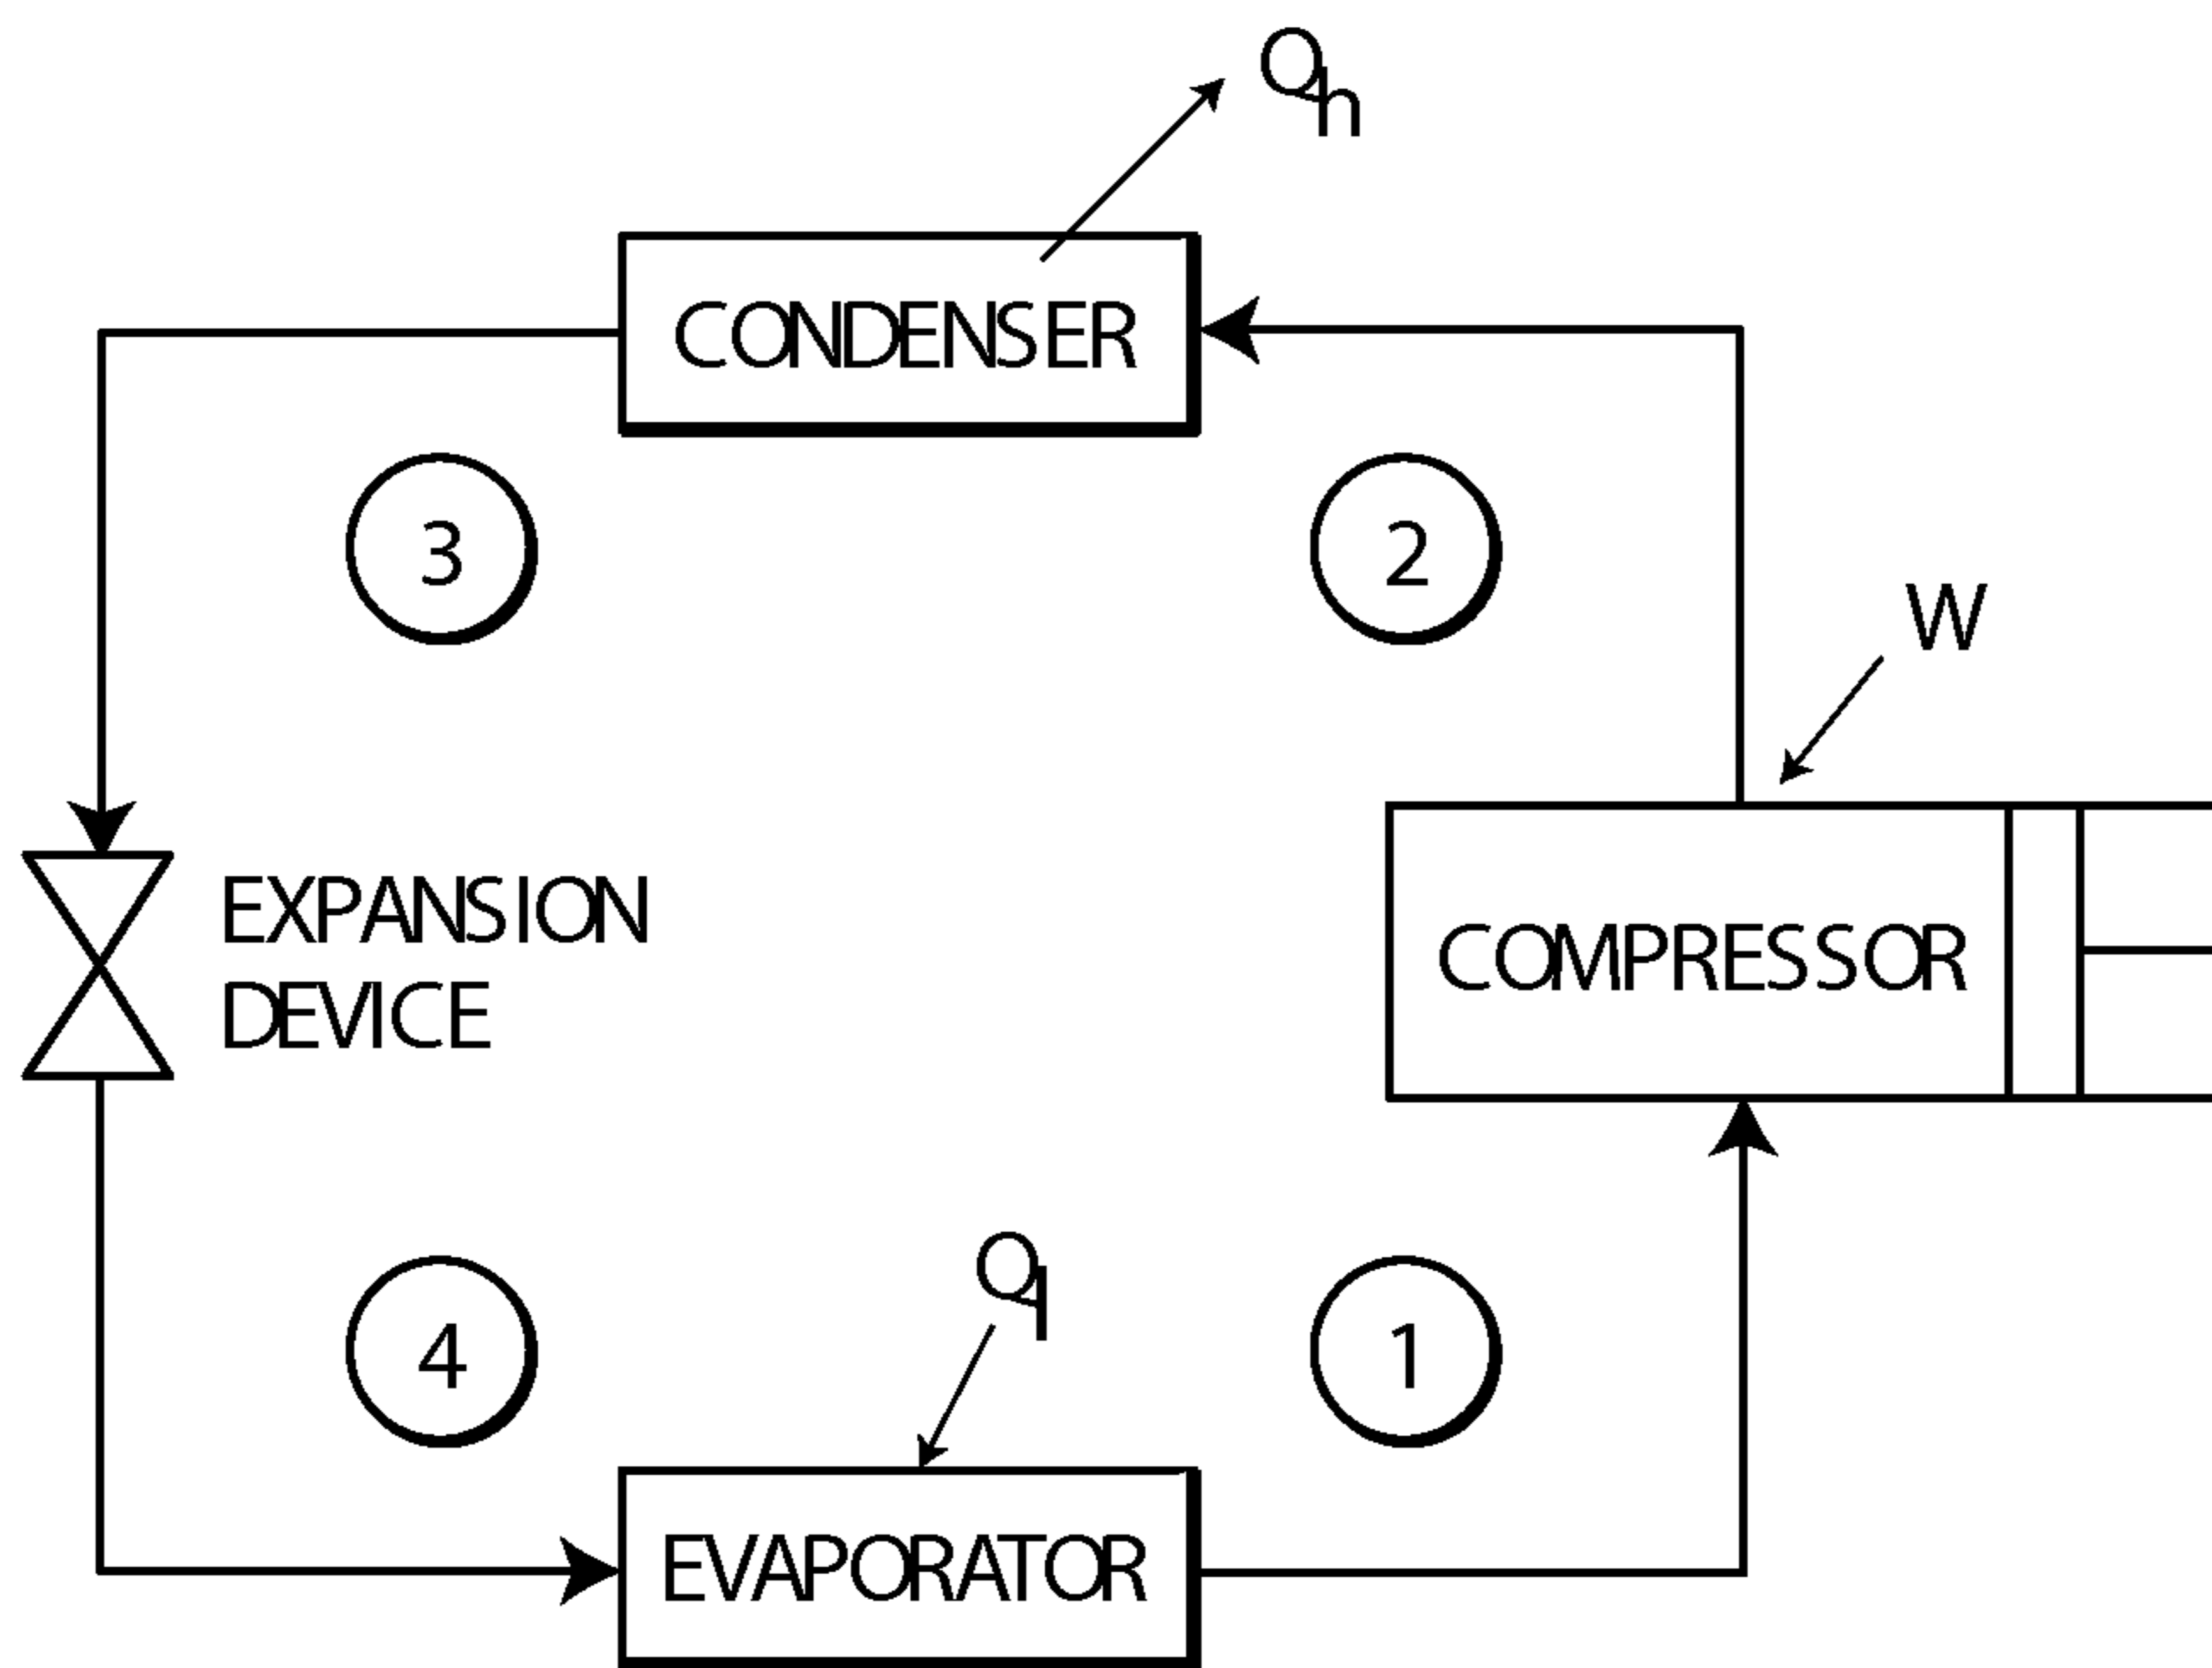 Qh
CONDENSER
3
2
W
EXPANSION
DEVICE
COMPRESSOR
Ql
4
1
EVAPORATOR